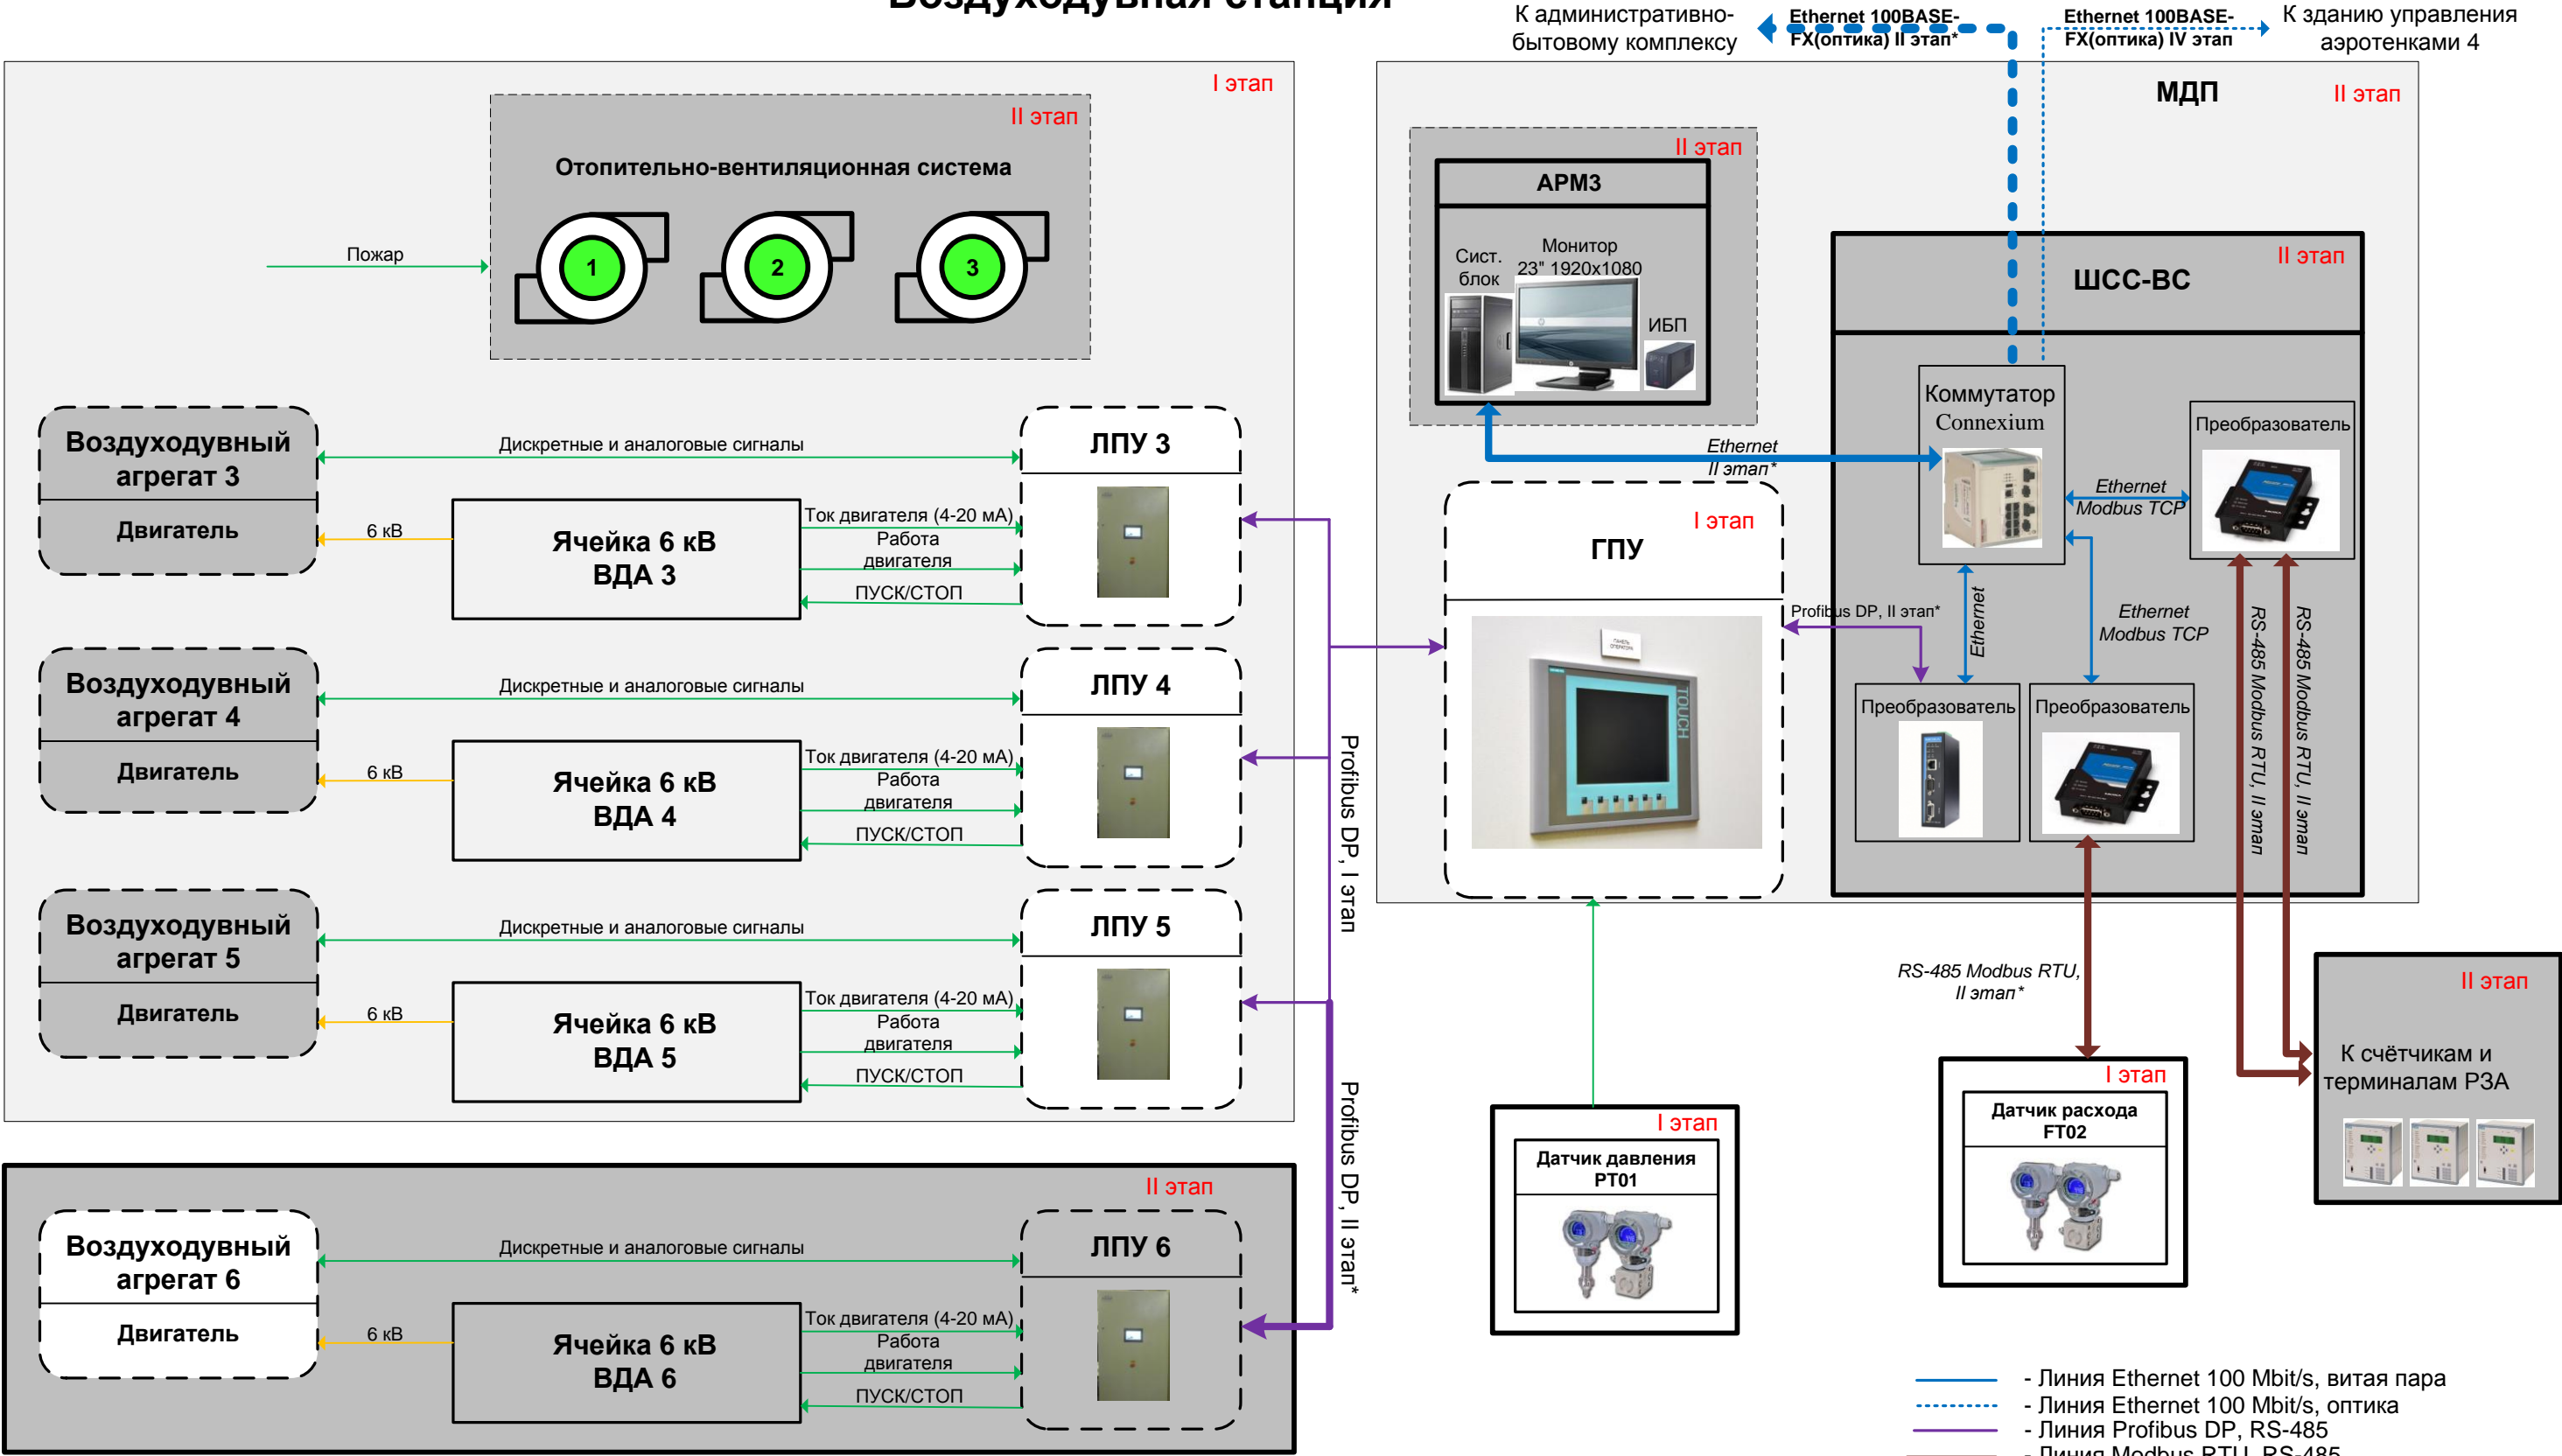 Воздуходувная станция
К административно-
бытовому комплексу
Ethernet 100BASE-
FX(оптика) II этап*
Ethernet 100BASE-
FX(оптика) IV этап
К зданию управления
аэротенками 4
I этап
II этап
Отопительно-вентиляционная система
1
2
3
Пожар
Воздуходувный
агрегат 3
Двигатель
Дискретные и аналоговые сигналы
6 кВ
Ячейка 6 кВ
ВДА 3
Ток двигателя (4-20 мА)
Работа
двигателя
ПУСК/СТОП
ЛПУ 3
Воздуходувный
агрегат 4
Двигатель
Дискретные и аналоговые сигналы
6 кВ
Ячейка 6 кВ
ВДА 4
Ток двигателя (4-20 мА)
Работа
двигателя
ПУСК/СТОП
ЛПУ 4
Воздуходувный
агрегат 5
Двигатель
Дискретные и аналоговые сигналы
6 кВ
Ячейка 6 кВ
ВДА 5
Ток двигателя (4-20 мА)
Работа
двигателя
ПУСК/СТОП
ЛПУ 5
II этап
Воздуходувный
агрегат 6
Двигатель
Дискретные и аналоговые сигналы
6 кВ
Ячейка 6 кВ
ВДА 6
Ток двигателя (4-20 мА)
Работа
двигателя
ПУСК/СТОП
ЛПУ 6
Profibus DP, I этап
Profibus DP, II этап*
МДП
II этап
II этап
АРМ3
Сист.
блок
Монитор
23" 1920x1080
ИБП
Ethernet
II этап*
I этап
ГПУ
ПАНЕЛЬ
ОПЕРАТОРА
TOUCH
Profibus DP, II этап*
II этап
ШСС-ВС
Коммутатор
Connexium
Преобразователь
Ethernet
Modbus TCP
Ethernet
Ethernet
Modbus TCP
Преобразователь
Преобразователь
RS-485 Modbus RTU, II этап
RS-485 Modbus RTU, II этап
RS-485 Modbus RTU,
II этап*
I этап
Датчик давления
PT01
I этап
Датчик расхода
FT02
II этап
К счётчикам и
терминалам РЗА
- Линия Ethernet 100 Mbit/s, витая пара
- Линия Ethernet 100 Mbit/s, оптика
- Линия Profibus DP, RS-485
- Линия Modbus RTU, RS-485